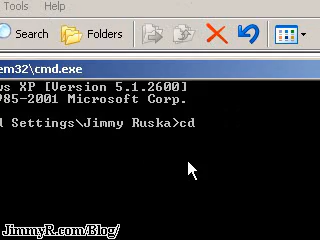 Tools Help
Search Folders
em32\cmd.exe
ws XP [Version 5.1.2600]
985-2001 Microsoft Corp.
d Settings\Jimmy Ruska>cd
JimmyR.com/Blog/